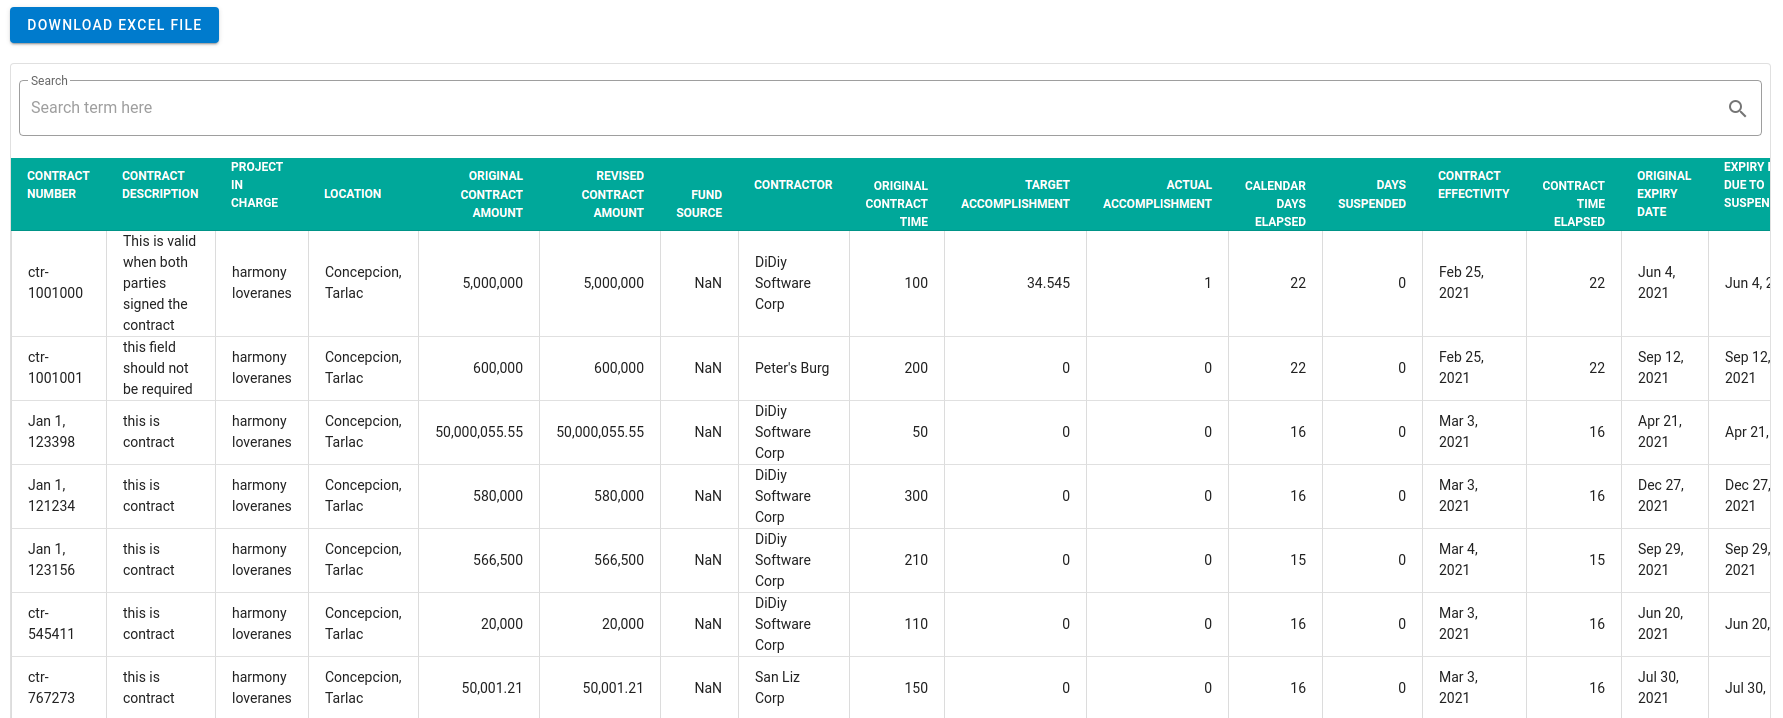 DOWNLOAD EXCEL FILE
Search
Search term here
CONTRACT
NUMBER
CONTRACT
DESCRIPTION
PROJECT
IN
CHARGE
LOCATION
ORIGINAL
CONTRACT
AMOUNT
REVISED
CONTRACT
AMOUNT
FUND
SOURCE
CONTRACTOR
ORIGINAL
CONTRACT
TIME
TARGET
ACCOMPLISHMENT
ACTUAL
ACCOMPLISHMENT
CALENDAR
DAYS
ELAPSED
DAYS
SUSPENDED
CONTRACT
EFFECTIVITY
CONTRACT
TIME
ELAPSED
ORIGINAL
EXPIRY
DATE
EXPIRY
DUE TO
SUSPEN
ctr-
1001000
This is valid
when both
parties
signed the
contract
harmony
loveranes
Concepcion,
Tarlac
5,000,000
5,000,000
NaN
DiDiy
Software
Corp
100
34.545
1
22
0
Feb 25,
2021
22
Jun 4,
2021
Jun 4,
ctr-
1001001
this field
should not
be required
harmony
loveranes
Concepcion,
Tarlac
600,000
600,000
NaN
Peter's Burg
200
0
0
22
0
Feb 25,
2021
22
Sep 12,
2021
Sep 12,
2021
Jan 1,
123398
this is
contract
harmony
loveranes
Concepcion,
Tarlac
50,000,055.55
50,000,055.55
NaN
DiDiy
Software
Corp
50
0
0
16
0
Mar 3,
2021
16
Apr 21,
2021
Apr 21,
Jan 1,
121234
this is
contract
harmony
loveranes
Concepcion,
Tarlac
580,000
580,000
NaN
DiDiy
Software
Corp
300
0
0
16
0
Mar 3,
2021
16
Dec 27,
2021
Dec 27,
2021
Jan 1,
123156
this is
contract
harmony
loveranes
Concepcion,
Tarlac
566,500
566,500
NaN
DiDiy
Software
Corp
210
0
0
15
0
Mar 4,
2021
15
Sep 29,
2021
Sep 29,
2021
ctr-
545411
this is
contract
harmony
loveranes
Concepcion,
Tarlac
20,000
20,000
NaN
DiDiy
Software
Corp
110
0
0
16
0
Mar 3,
2021
16
Jun 20,
2021
Jun 20,
ctr-
767273
this is
contract
harmony
loveranes
Concepcion,
Tarlac
50,001.21
50,001.21
NaN
San Liz
Corp
150
0
0
16
0
Mar 3,
2021
16
Jul 30,
2021
Jul 30,